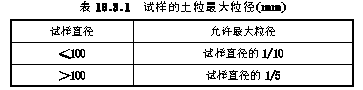 表 18.3.1 试样的土粒最大粒径(mm)
试样直径 允许最大粒径
≤100 试样直径的1/10
>100 试样直径的1/5